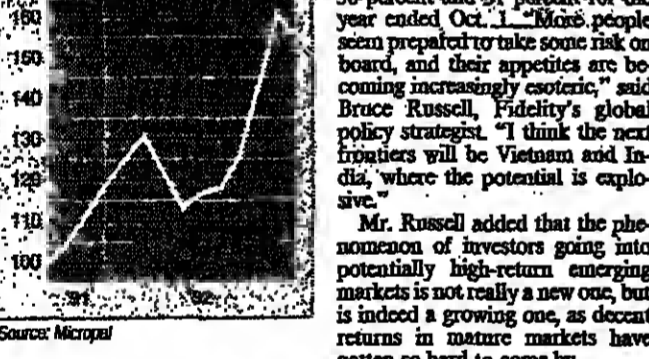 160
150
140
130
120
110
100
91
92
Source: Micropal
year ended Oct. 1. "More people
seem prepared to take some risk on
board, and their appetites are be-
coming increasingly esoteric," said
Bruce Russell, Fidelity's global
policy strategist. "I think the next
frontiers will be Vietnam and In-
dia, where the potential is explo-
sive."
Mr. Russell added that the phe-
nomenon of investors going into
potentially high-return emerging
markets is not really a new one, but
is indeed a growing one, as decent
returns in mature markets have